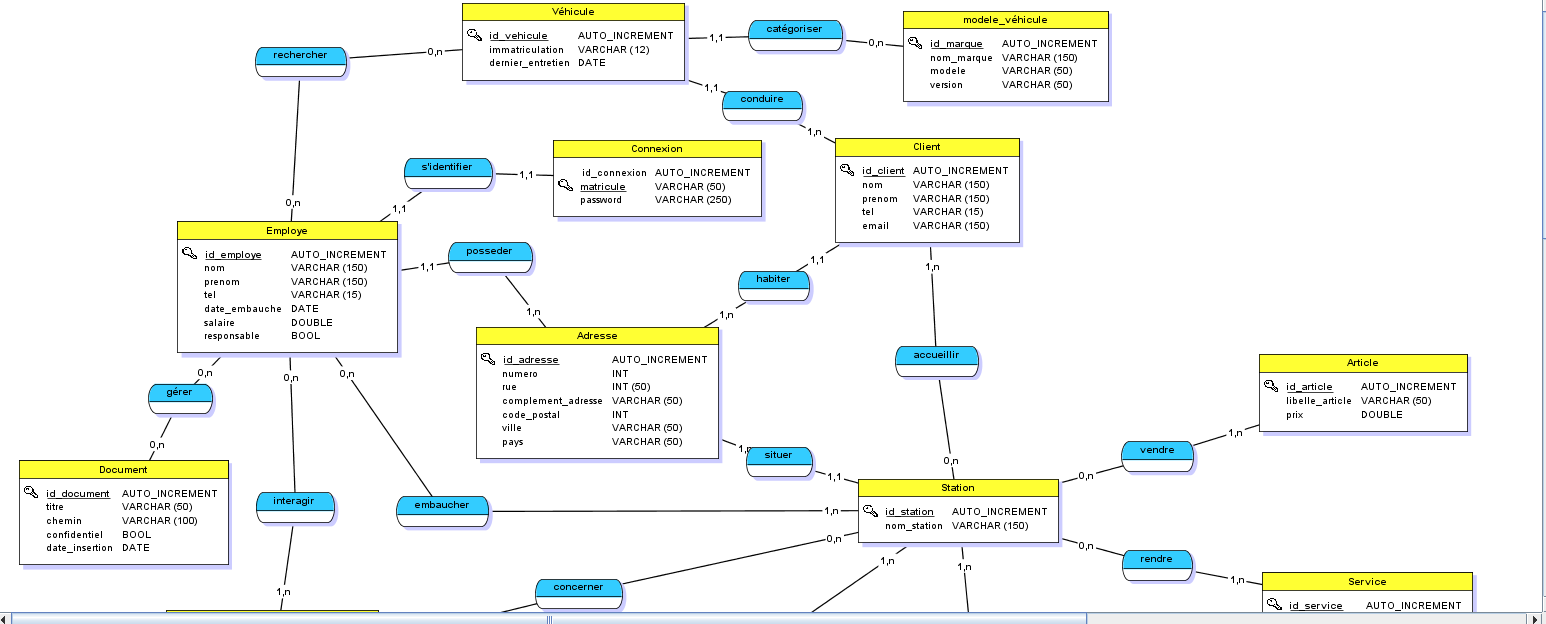 Véhicule
id_vehicule AUTO_INCREMENT
immatriculation VARCHAR (12)
dernier_entretien DATE
rechercher
0,n
0,n
1,1
catégoriser
0,n
modele_véhicule
id_marque AUTO_INCREMENT
nom_marque VARCHAR (150)
modele VARCHAR (50)
version VARCHAR (50)
1,1
conduire
1,n
Client
id_client AUTO_INCREMENT
nom VARCHAR (150)
prenom VARCHAR (150)
tel VARCHAR (15)
email VARCHAR (150)
Connexion
id_connexion AUTO_INCREMENT
matricule VARCHAR (50)
password VARCHAR (250)
s'identifier
1,1
1,1
Employe
id_employe AUTO_INCREMENT
nom VARCHAR (150)
prenom VARCHAR (150)
tel VARCHAR (15)
date_embauche DATE
salaire DOUBLE
responsable BOOL
1,1
posseder
1,n
habiter
1,1
1,n
Adresse
id_adresse AUTO_INCREMENT
numero INT
rue INT (50)
complement_adresse VARCHAR (50)
code_postal INT
ville VARCHAR (50)
pays VARCHAR (50)
1,n
accueillir
0,n
Article
id_article AUTO_INCREMENT
libelle_article VARCHAR (50)
prix DOUBLE
0,n
gérer
0,n
0,n
0,n
Document
id_document AUTO_INCREMENT
titre VARCHAR (50)
chemin VARCHAR (100)
confidentiel BOOL
date_insertion DATE
interagir
1,n
embaucher
1,n
1,n
situer
1,1
Station
id_station AUTO_INCREMENT
nom_station VARCHAR (150)
vendre
1,n
0,n
0,n
rendre
1,n
0,n
concerner
1,n
1,n
Service
id_service AUTO_INCREMENT